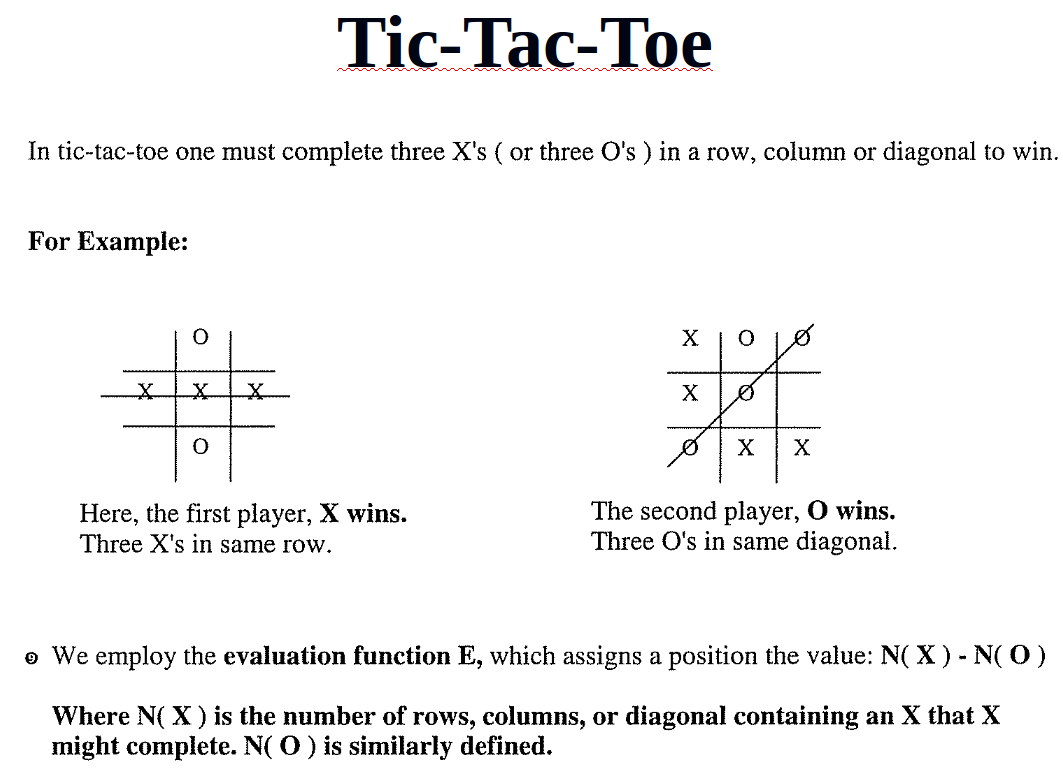 Tic-Tac-Toe
In tic-tac-toe one must complete three X's ( or three O's ) in a row, column or diagonal to win.
For Example:
O
X X X
O
X O O
X O
O X X
Here, the first player, X wins.
Three X's in same row.
The second player, O wins.
Three O's in same diagonal.
We employ the evaluation function E, which assigns a position the value: N( X ) - N( O )
Where N( X ) is the number of rows, columns, or diagonal containing an X that X
might complete. N( O ) is similarly defined.